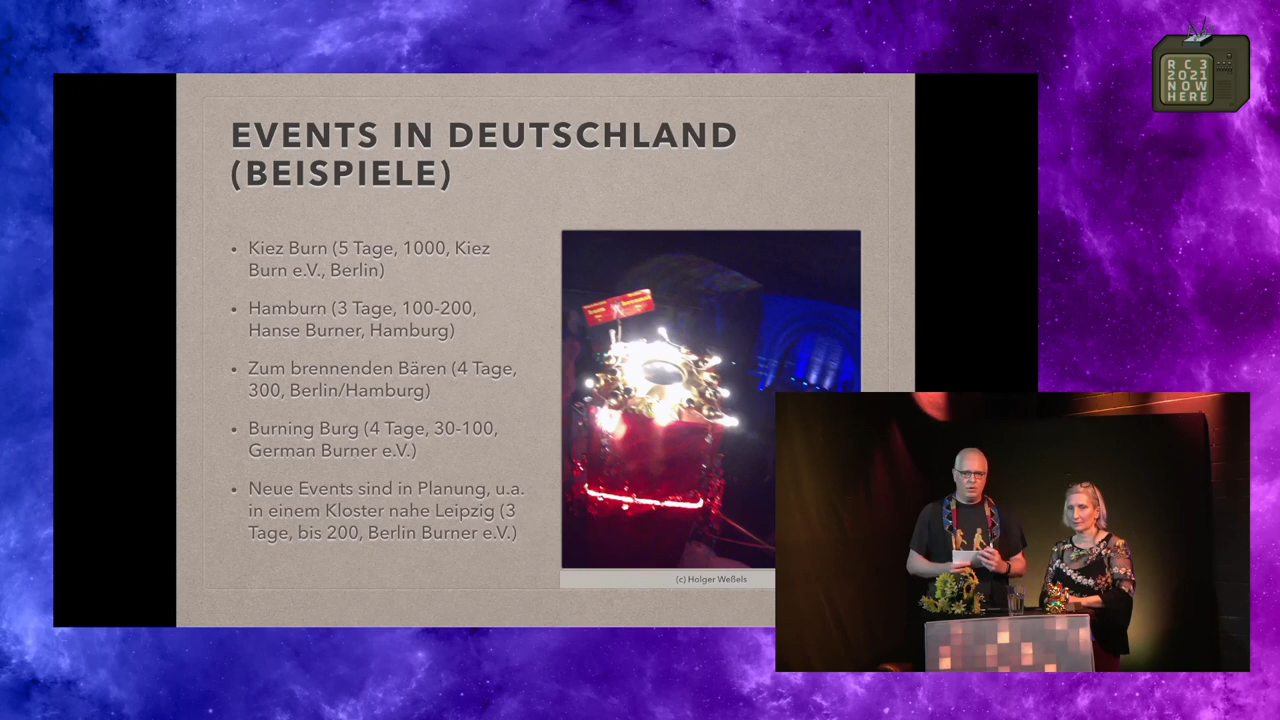 EVENTS IN DEUTSCHLAND
(BEISPIELE)
• Kiez Burn (5 Tage, 1000, Kiez
Burn e.V., Berlin)
• Hamburn (3 Tage, 100-200,
Hanse Burner, Hamburg)
• Zum brennenden Bären (4 Tage,
300, Berlin/Hamburg)
• Burning Burg (4 Tage, 30-100,
German Burner e.V.)
• Neue Events sind in Planung, u.a.
in einem Kloster nahe Leipzig (3
Tage, bis 200, Berlin Burner e.V.)
(c) Holger Weßels
RC3
2021
NOW
HERE